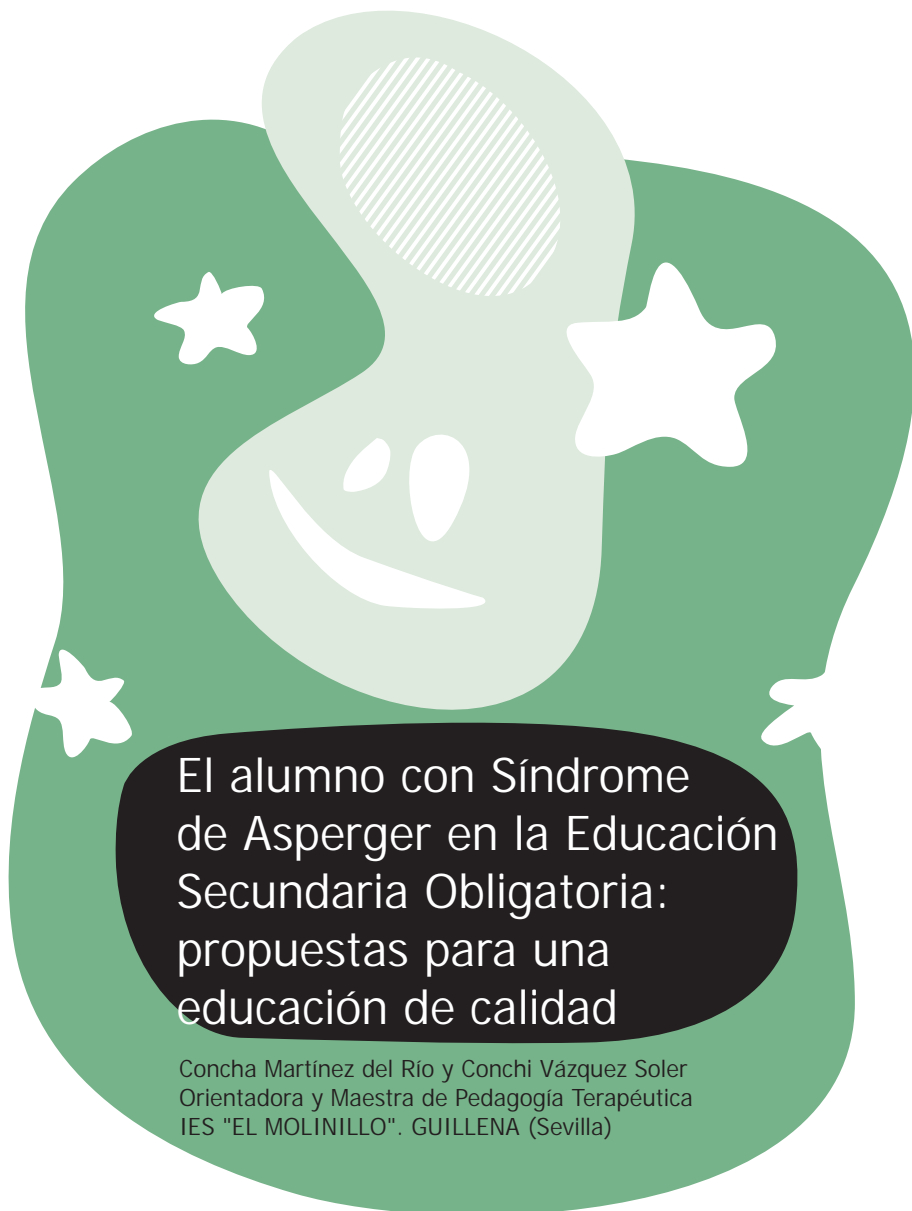 El alumno con Síndrome
de Asperger en la Educación
Secundaria Obligatoria:
propuestas para una
educación de calidad
Concha Martínez del Río y Conchi Vázquez Soler
Orientadora y Maestra de Pedagogía Terapéutica
IES "EL MOLINILLO". GUILLENA (Sevilla)